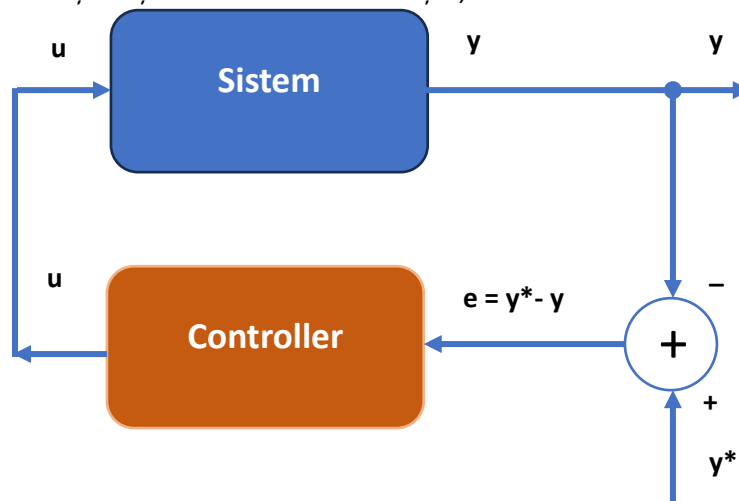 u
y
y
Sistem
u
e = y*- y
–
Controller
+
+
y*